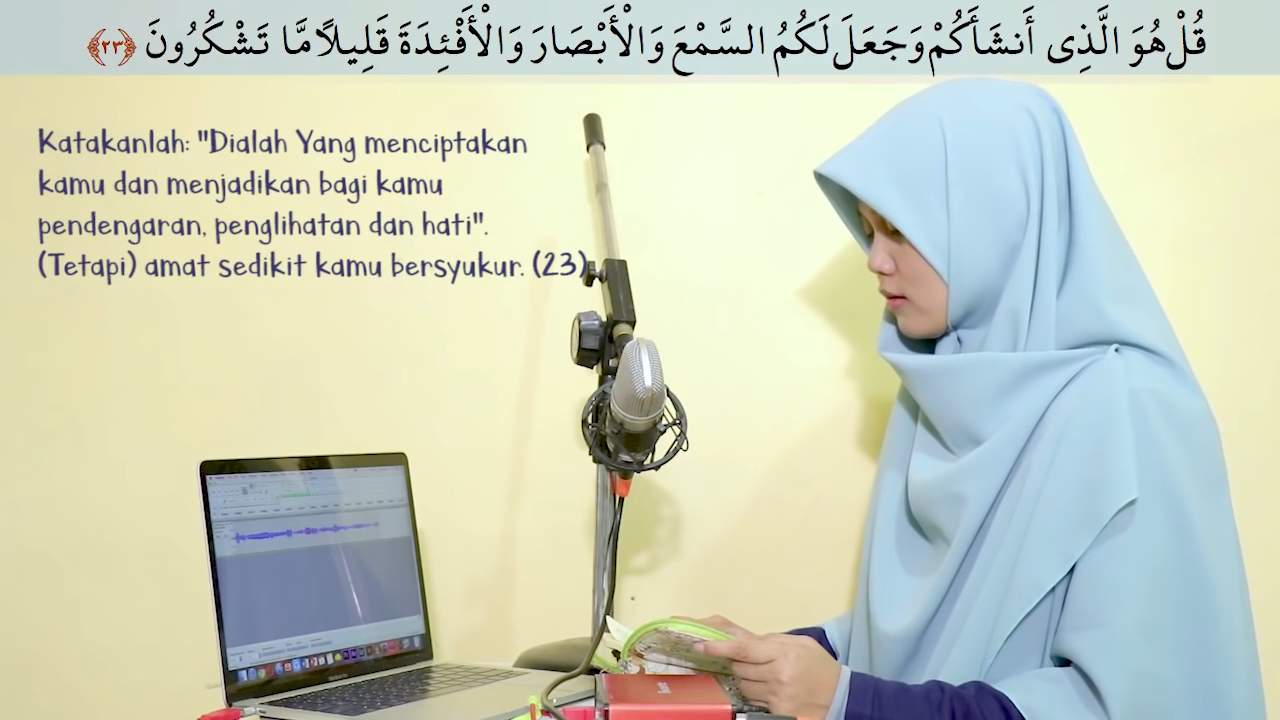 قُلْ هُوَ الَّذِى أَنشَأَكُمْ وَجَعَلَ لَكُمُ السَّمْعَ وَالْأَبْصَارَ وَالْأَفْئِدَةَ قَلِيلًا مَّا تَشْكُرُونَ ﴿٢٣﴾
Katakanlah: "Dialah Yang menciptakan
kamu dan menjadikan bagi kamu
pendengaran, penglihatan dan hati".
(Tetapi) amat sedikit kamu bersyukur. (23)